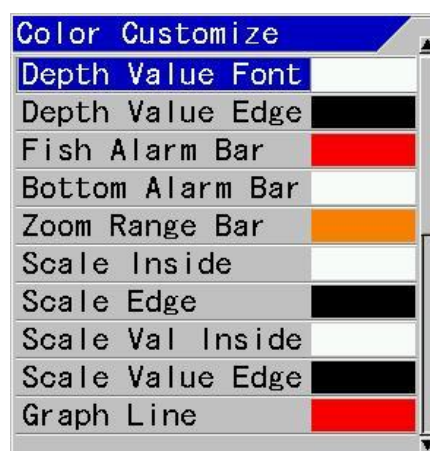 Color Customize
Depth Value Font
Depth Value Edge
Fish Alarm Bar
Bottom Alarm Bar
Zoom Range Bar
Scale Inside
Scale Edge
Scale Val Inside
Scale Value Edge
Graph Line